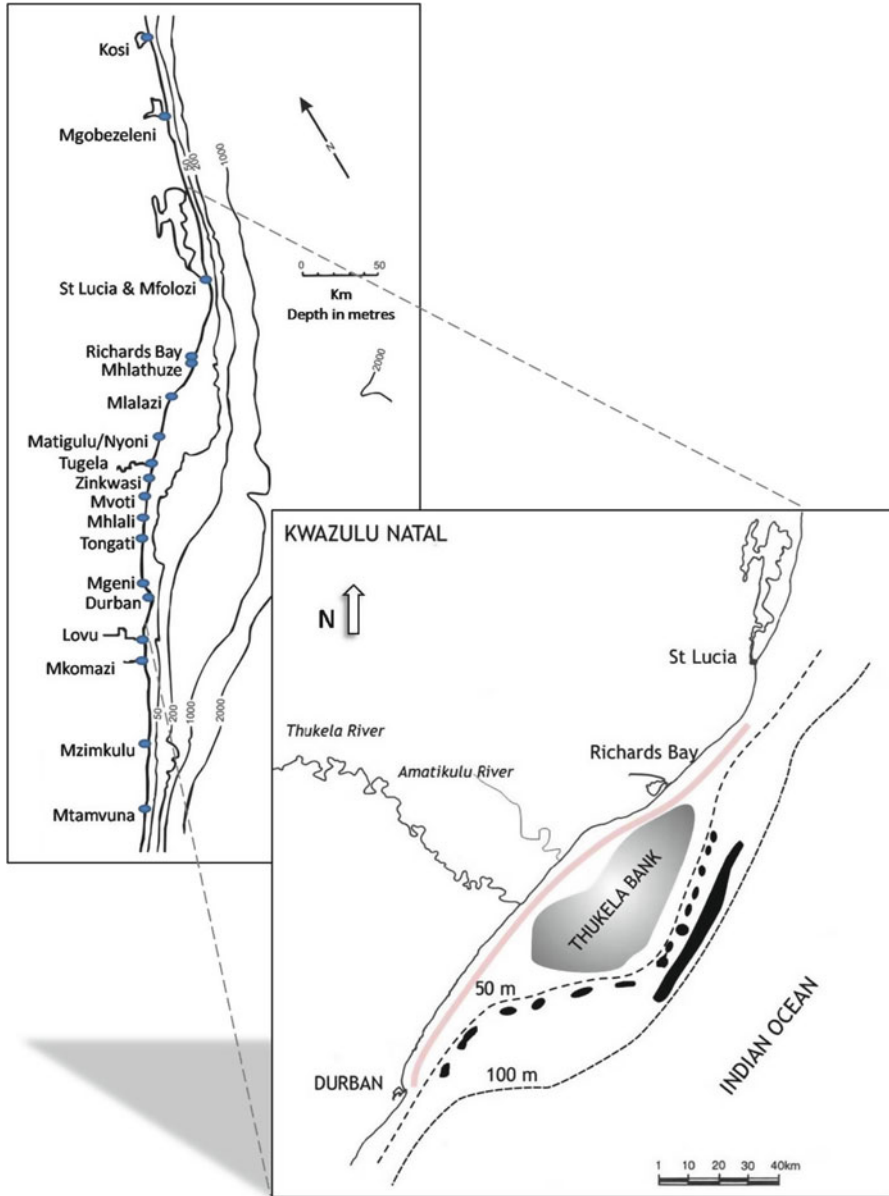 Kosi
Mgobezeleni
50
200
1000
N
0 50
Km
Depth in metres
St Lucia & Mfolozi
Richards Bay
Mhlathuze
2000
Mlalazi
Matigulu/Nyoni
Tugela
Zinkwasi
Mvoti
Mhlali
Tongati
Mgeni
Durban
Lovu
Mkomazi
50
200
1000
2000
Mzimkulu
Mtamvuna
KWAZULU NATAL
N
St Lucia
Thukela River
Richards Bay
Amatikulu River
THUKELA BANK
50 m
INDIAN OCEAN
100 m
DURBAN
1 10 20 30 40km